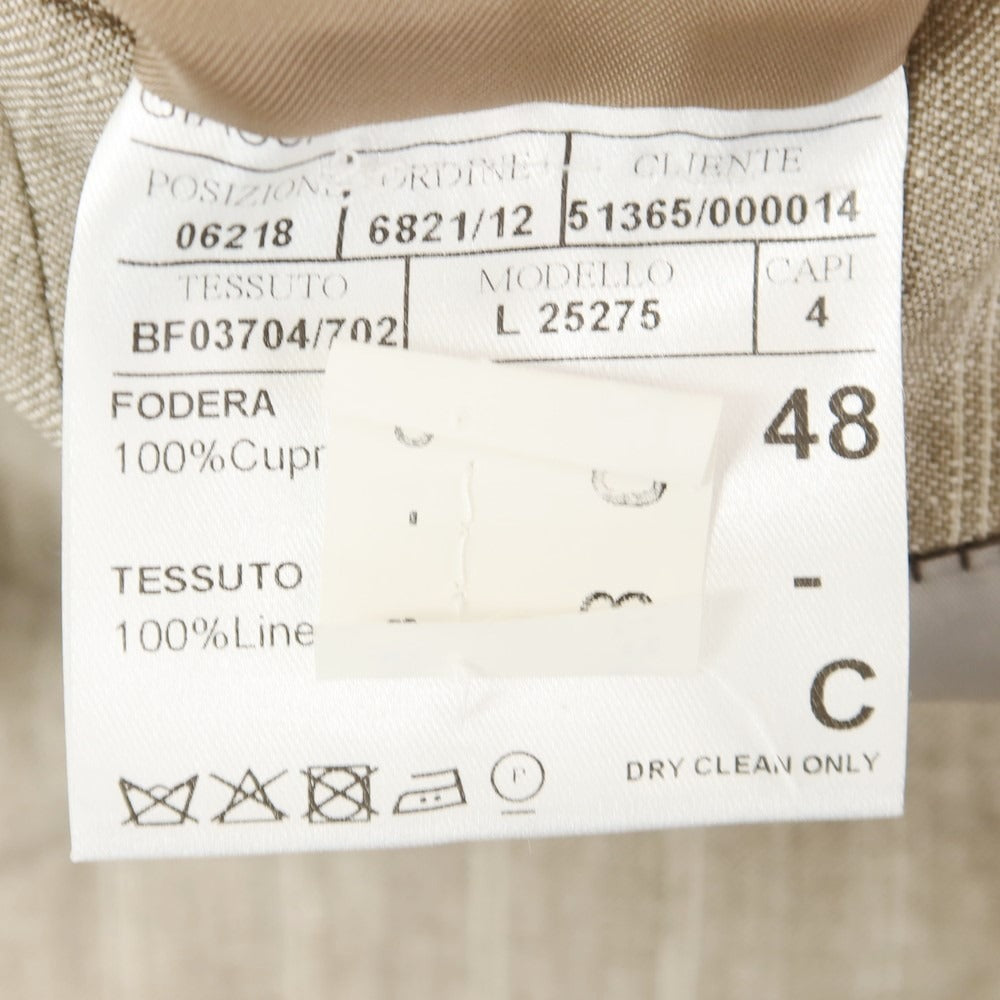 POSIZIONE ORDINE CLIENTE
06218 6821/12 51365/000014
TESSUTO MODELLO CAPI
BF03704/702 L 25275 4
FODERA 48
100%Cupr
TESSUTO -
100%Line
C
P DRY CLEAN ONLY